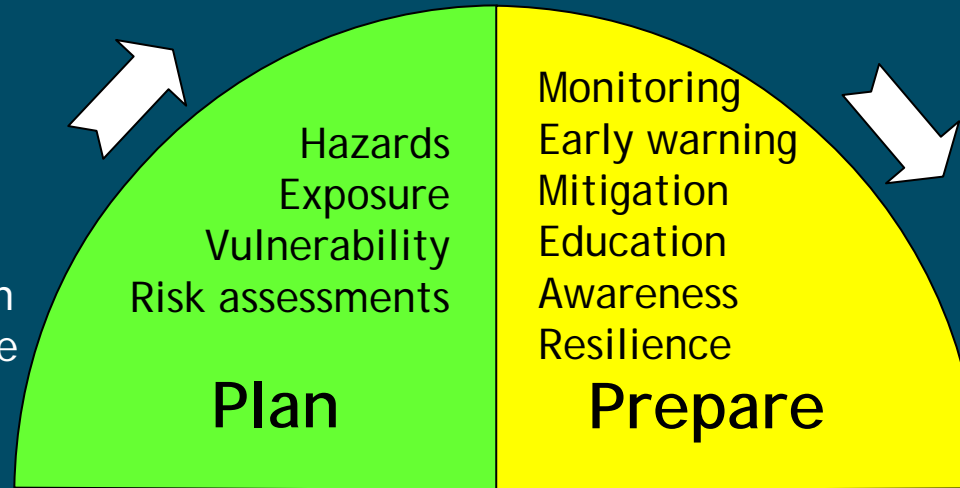 Hazards
Exposure
Vulnerability
Risk assessments
Plan
Monitoring
Early warning
Mitigation
Education
Awareness
Resilience
Prepare